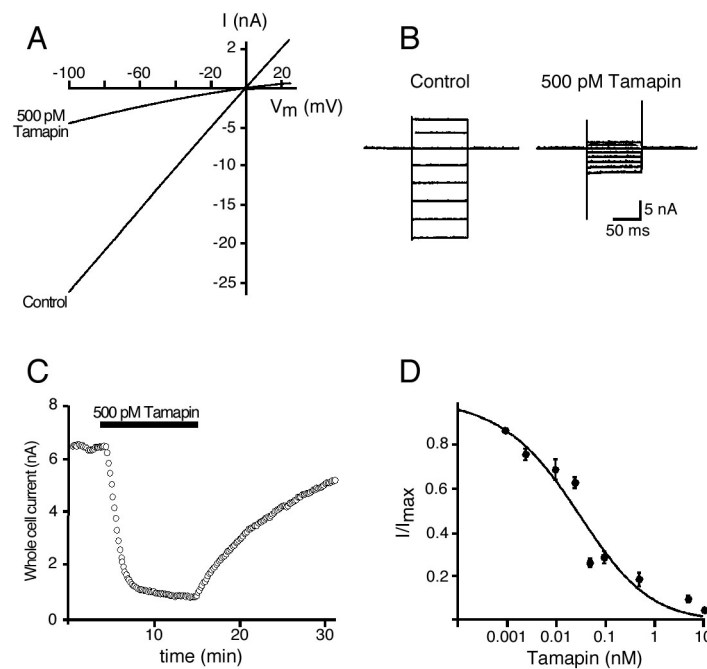 A
I (nA)
2
-100
-60
-20
20
Vm (mV)
500 pM
Tamapin
-5
-10
-15
-20
-25
Control
B
Control
500 pM Tamapin
5 nA
50 ms
C
500 pM Tamapin
8
6
4
2
0
Whole cell current (nA)
10
20
30
time (min)
D
0.8
0.6
0.4
0.2
I/Imax
0.001
0.01
0.1
1
10
Tamapin (nM)